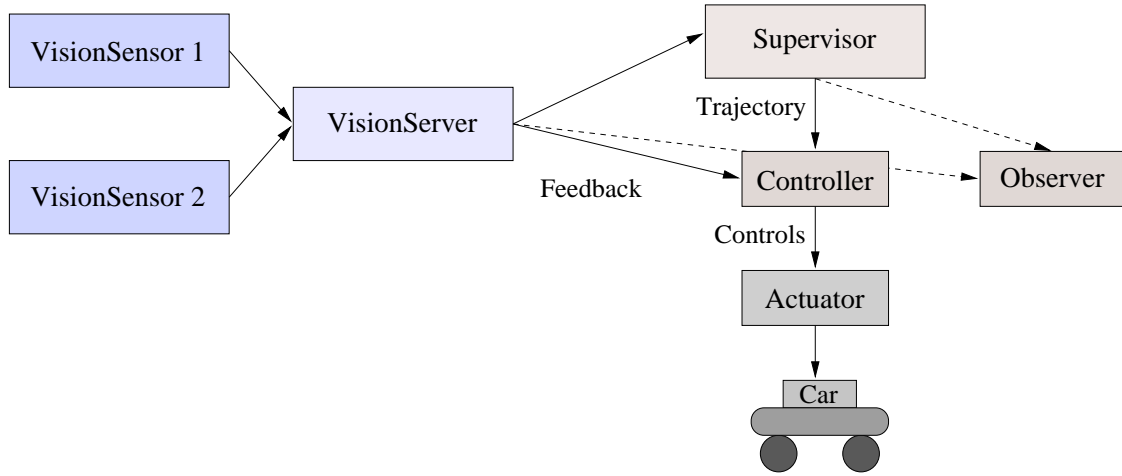 VisionSensor 1
VisionSensor 2
VisionServer
Supervisor
Trajectory
Feedback
Controller
Observer
Controls
Actuator
Car